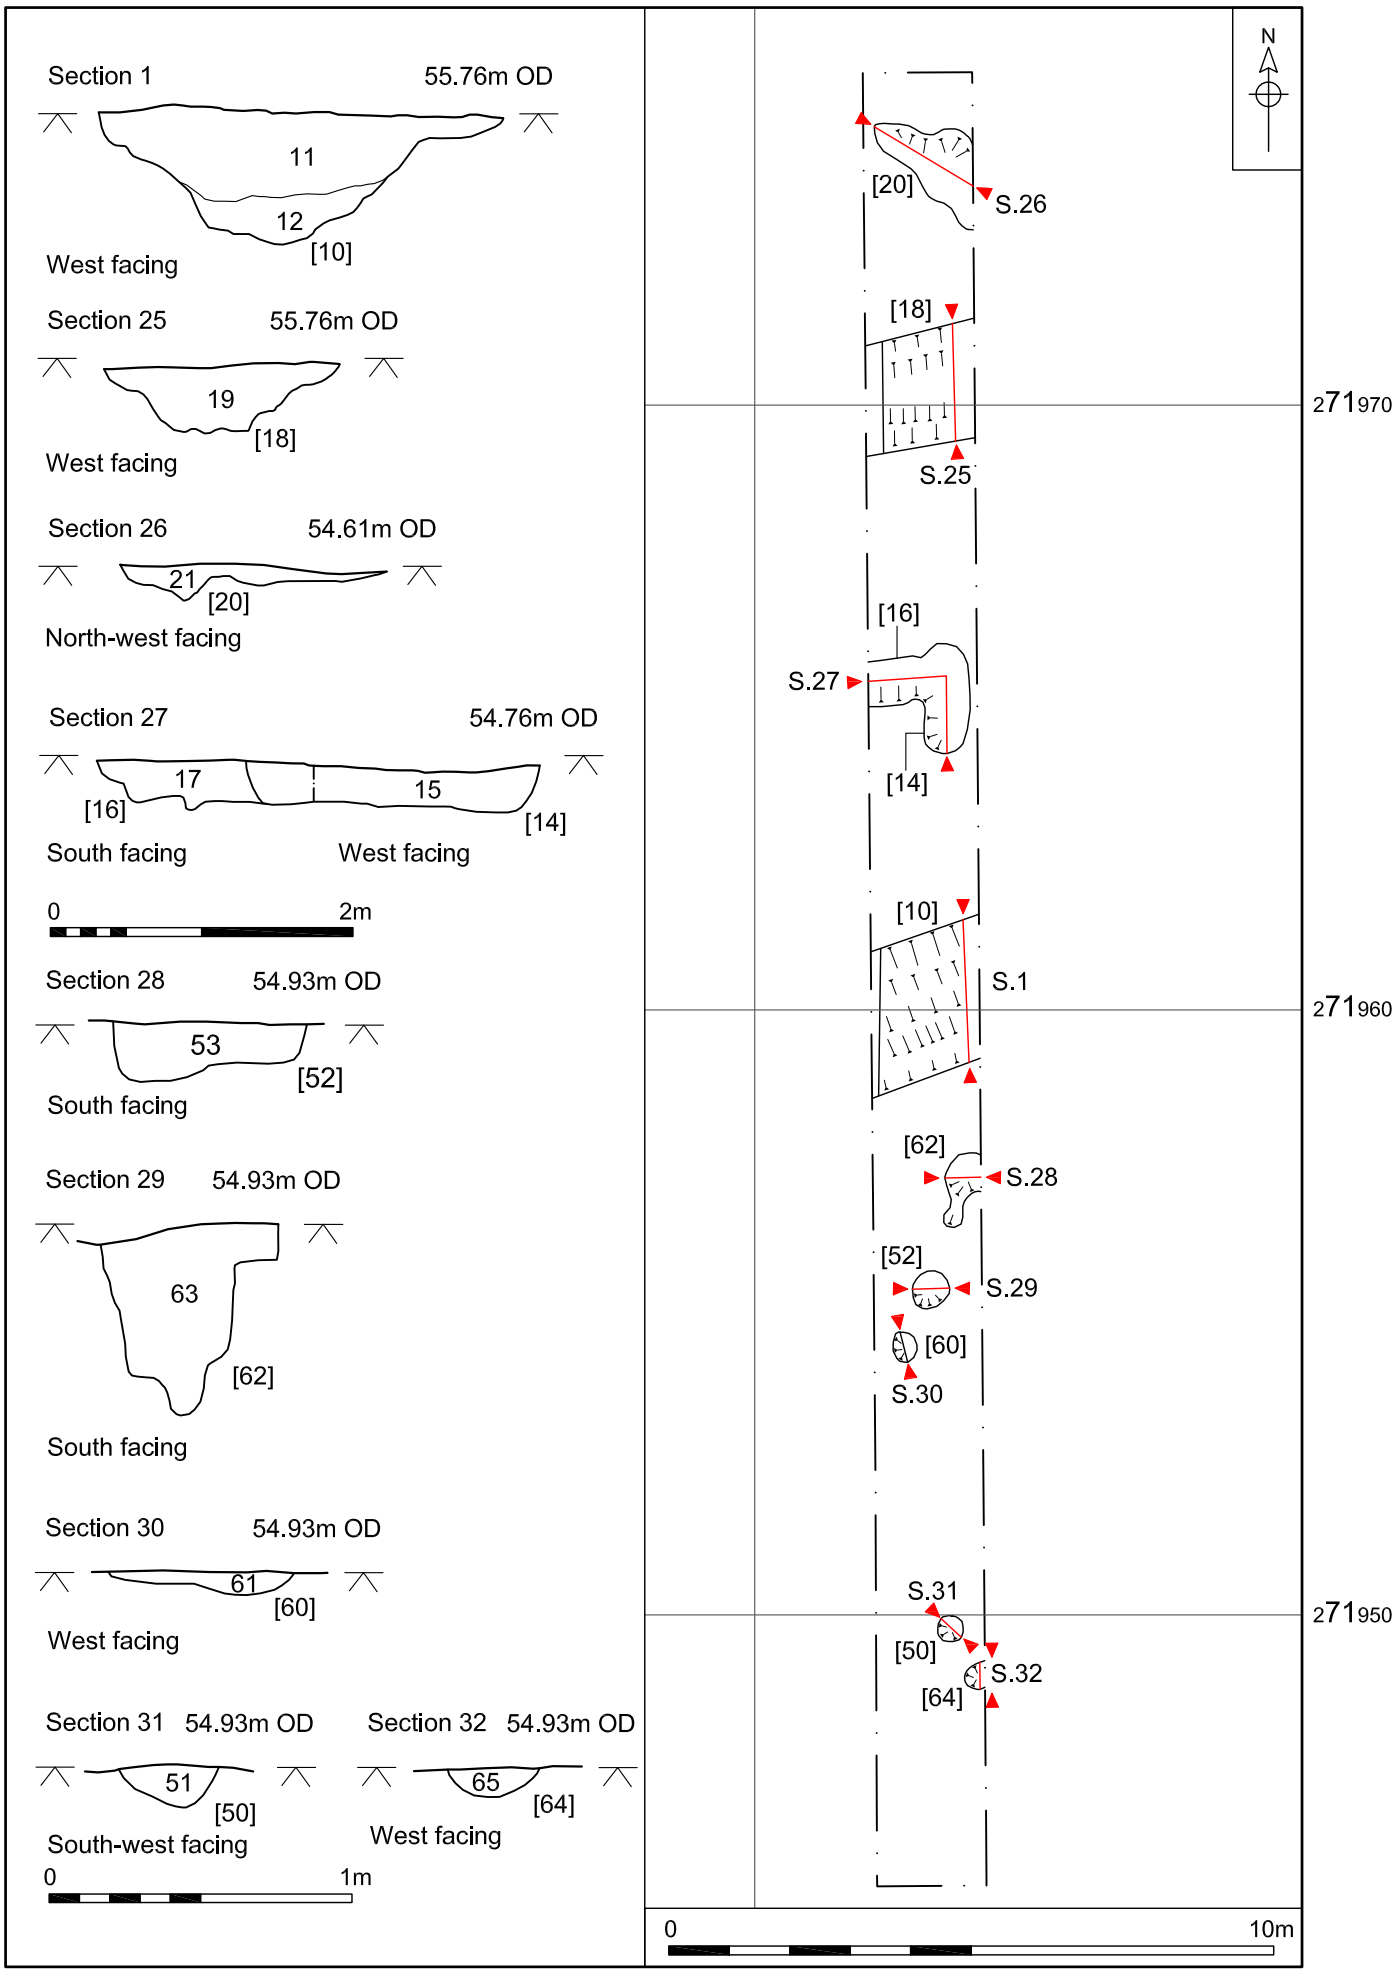 Section 1 55.76m OD
11
12
[10]
West facing
Section 25 55.76m OD
19
[18]
West facing
Section 26 54.61m OD
21
[20]
North-west facing
Section 27 54.76m OD
17 15
[16] [14]
South facing West facing
0 2m
Section 28 54.93m OD
53
[52]
South facing
Section 29 54.93m OD
63
[62]
South facing
Section 30 54.93m OD
61
[60]
West facing
Section 31 54.93m OD
51
[50]
South-west facing
Section 32 54.93m OD
65
[64]
West facing
0 1m
N
[20]
S.26
[18]
271970
S.25
[16]
S.27
[14]
[10]
S.1
271960
[62]
S.28
[52]
S.29
[60]
S.30
S.31
271950
[50]
S.32
[64]
0 10m